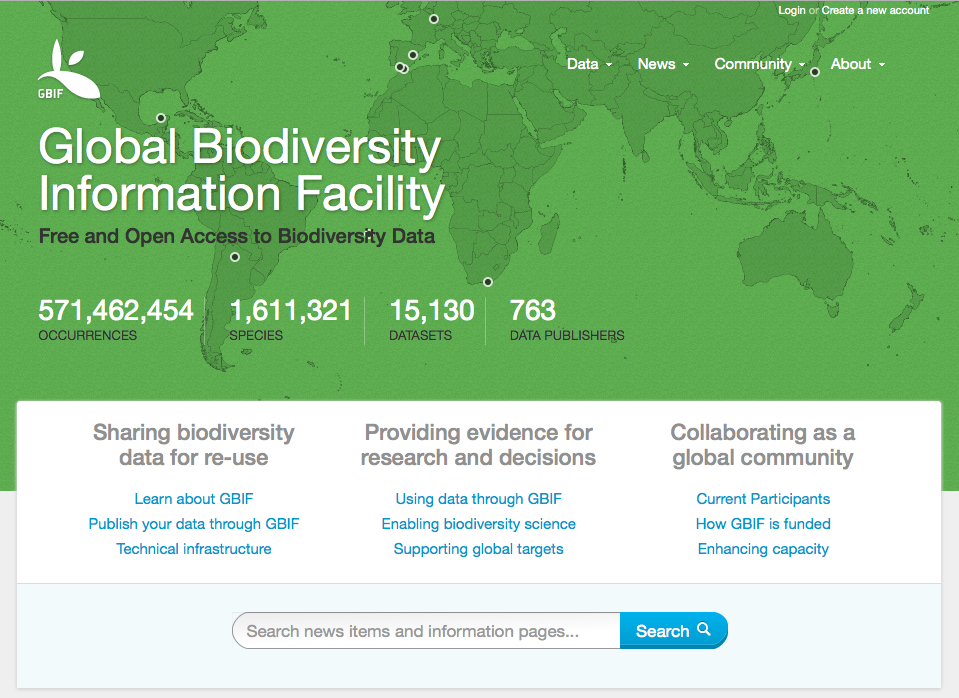 Login or Create a new account
Data News Community About
GBIF
Global Biodiversity
Information Facility
Free and Open Access to Biodiversity Data
571,462,454 1,611,321 15,130 763
OCCURRENCES SPECIES DATASETS DATA PUBLISHERS
Sharing biodiversity
data for re-use
Learn about GBIF
Publish your data through GBIF
Technical infrastructure
Providing evidence for
research and decisions
Using data through GBIF
Enabling biodiversity science
Supporting global targets
Collaborating as a
global community
Current Participants
How GBIF is funded
Enhancing capacity
Search news items and information pages... Search